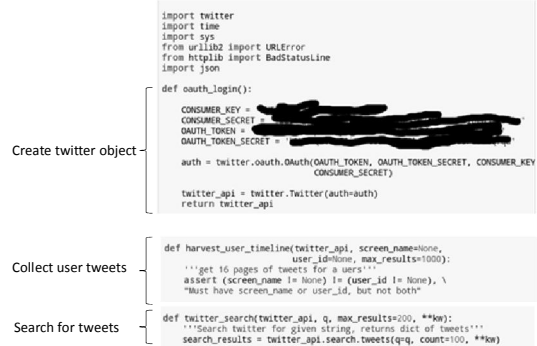 import twitter
import time
import sys
from urllib2 import URLError
from httplib import BadStatusLine
import json
def oauth_login():
CONSUMER_KEY =
CONSUMER_SECRET =
OAUTH_TOKEN =
OAUTH_TOKEN_SECRET = '
Create twitter object
auth = twitter.oauth.OAuth(OAUTH_TOKEN, OAUTH_TOKEN_SECRET, CONSUMER_KEY
CONSUMER_SECRET)
twitter_api = twitter.Twitter(auth=auth)
return twitter_api
def harvest_user_timeline(twitter_api, screen_name=None,
user_id=None, max_results=1000):
Collect user tweets
'''get 16 pages of tweets for a uers'''
assert (screen_name != None) != (user_id != None), \
"Must have screen_name or user_id, but not both"
def twitter_search(twitter_api, q, max_results=200, **kw):
Search for tweets
'''Search twitter for given string, returns dict of tweets'''
search_results = twitter_api.search.tweets(q=q, count=100, **kw)